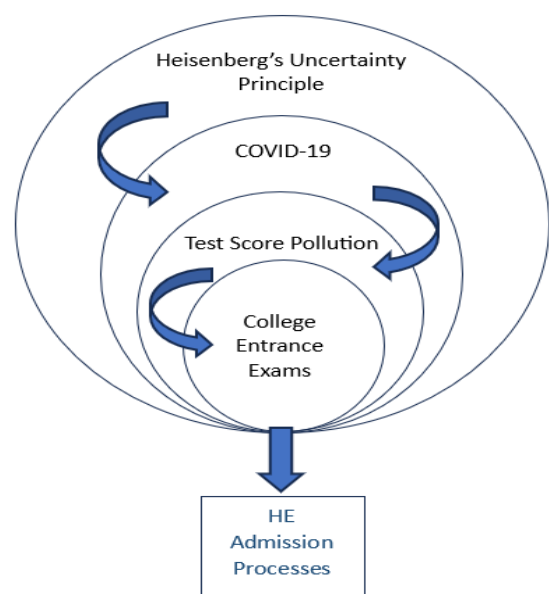 Heisenberg's Uncertainty
Principle
COVID-19
Test Score Pollution
College
Entrance
Exams
HE
Admission
Processes